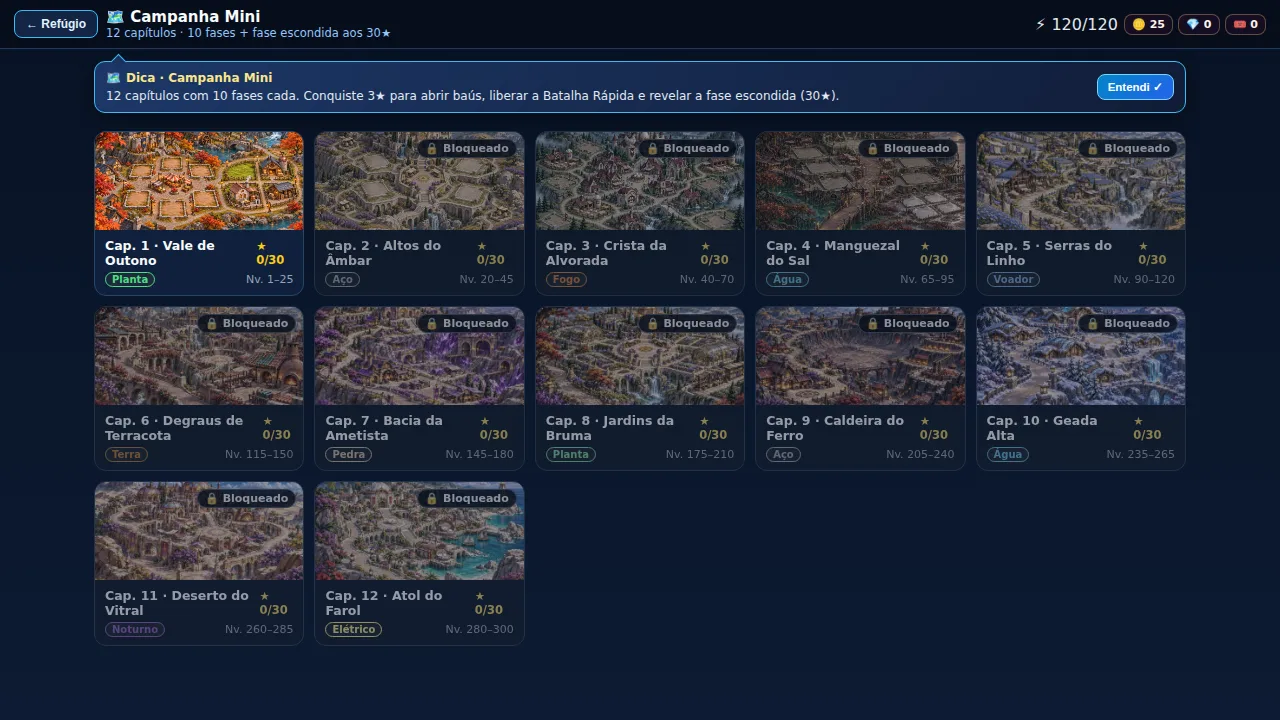 ← Refúgio
🗺️ Campanha Mini
12 capítulos · 10 fases + fase escondida aos 30★
⚡ 120/120
🪙 25
💎 0
🎟️ 0
🗺️ Dica · Campanha Mini
12 capítulos com 10 fases cada. Conquiste 3★ para abrir baús, liberar a Batalha Rápida e revelar a fase escondida (30★).
Entendi ✓
Cap. 1 · Vale de
Outono
★
0/30
Planta
Nv. 1–25
🔒 Bloqueado
Cap. 2 · Altos do
Âmbar
★
0/30
Aço
Nv. 20–45
🔒 Bloqueado
Cap. 3 · Crista da
Alvorada
★
0/30
Fogo
Nv. 40–70
🔒 Bloqueado
Cap. 4 · Manguezal
do Sal
★
0/30
Água
Nv. 65–95
🔒 Bloqueado
Cap. 5 · Serras do
Linho
★
0/30
Voador
Nv. 90–120
🔒 Bloqueado
Cap. 6 · Degraus de
Terracota
★
0/30
Terra
Nv. 115–150
🔒 Bloqueado
Cap. 7 · Bacia da
Ametista
★
0/30
Pedra
Nv. 145–180
🔒 Bloqueado
Cap. 8 · Jardins da
Bruma
★
0/30
Planta
Nv. 175–210
🔒 Bloqueado
Cap. 9 · Caldeira do
Ferro
★
0/30
Aço
Nv. 205–240
🔒 Bloqueado
Cap. 10 · Geada
Alta
★
0/30
Água
Nv. 235–265
🔒 Bloqueado
Cap. 11 · Deserto do
Vitral
★
0/30
Noturno
Nv. 260–285
🔒 Bloqueado
Cap. 12 · Atol do
Farol
★
0/30
Elétrico
Nv. 280–300